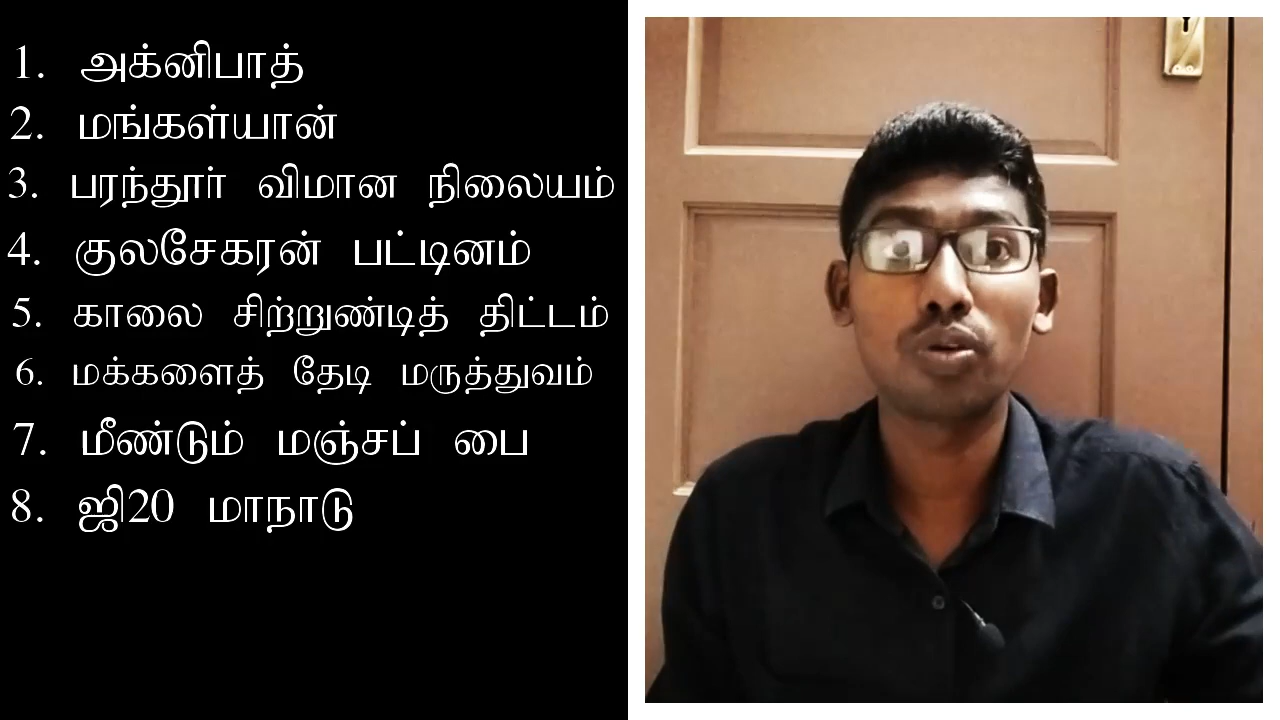 1. அக்னிபாத்
2. மங்கள்யான்
3. பரந்தூர் விமான நிலையம்
4. குலசேகரன் பட்டினம்
5. காலை சிற்றுண்டித் திட்டம்
6. மக்களைத் தேடி மருத்துவம்
7. மீண்டும் மஞ்சப் பை
8. ஜி20 மாநாடு